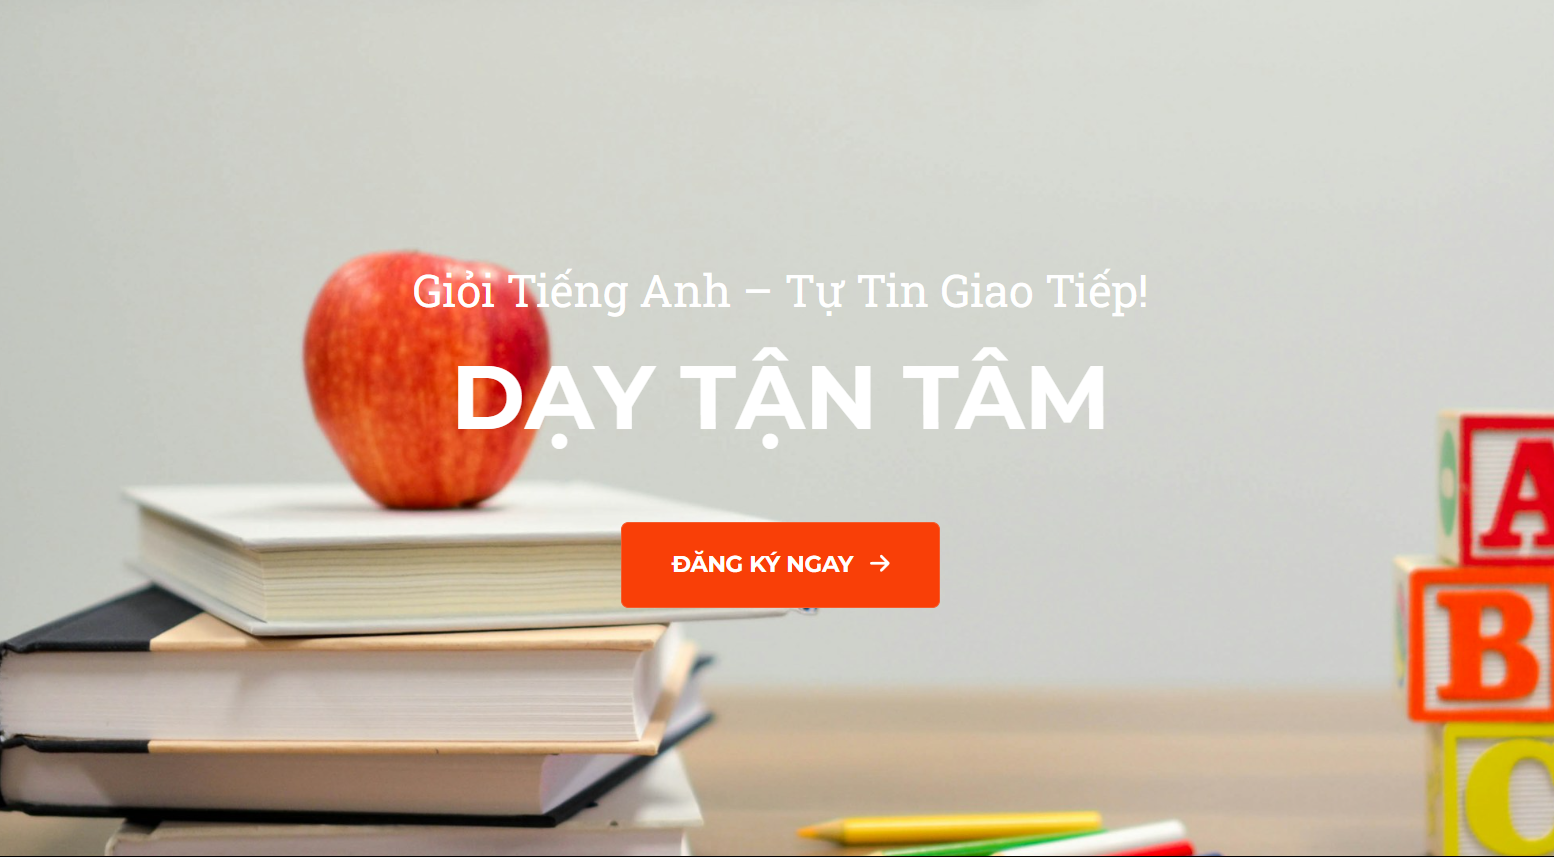 Giỏi Tiếng Anh – Tự Tin Giao Tiếp!
DẠY TẬN TÂM
ĐĂNG KÝ NGAY →
A
B
C